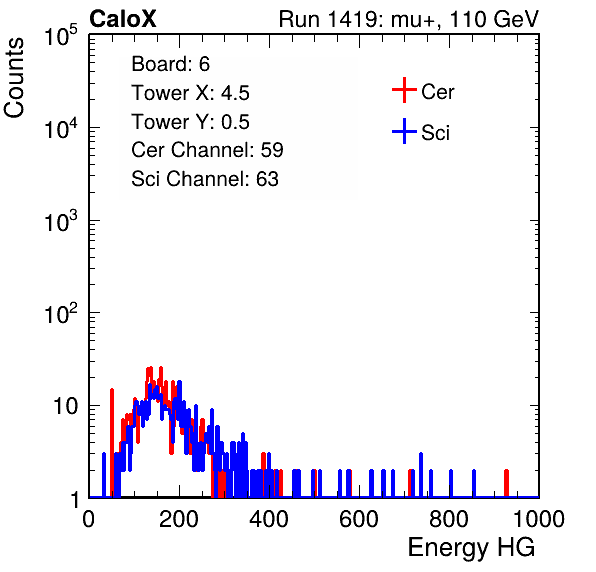 CaloX Run 1419: mu+, 110 GeV
Counts
Board: 6
Tower X: 4.5
Tower Y: 0.5
Cer Channel: 59
Sci Channel: 63
Cer
Sci
10^5
10^4
10^3
10^2
10
1
0 200 400 600 800 1000
Energy HG